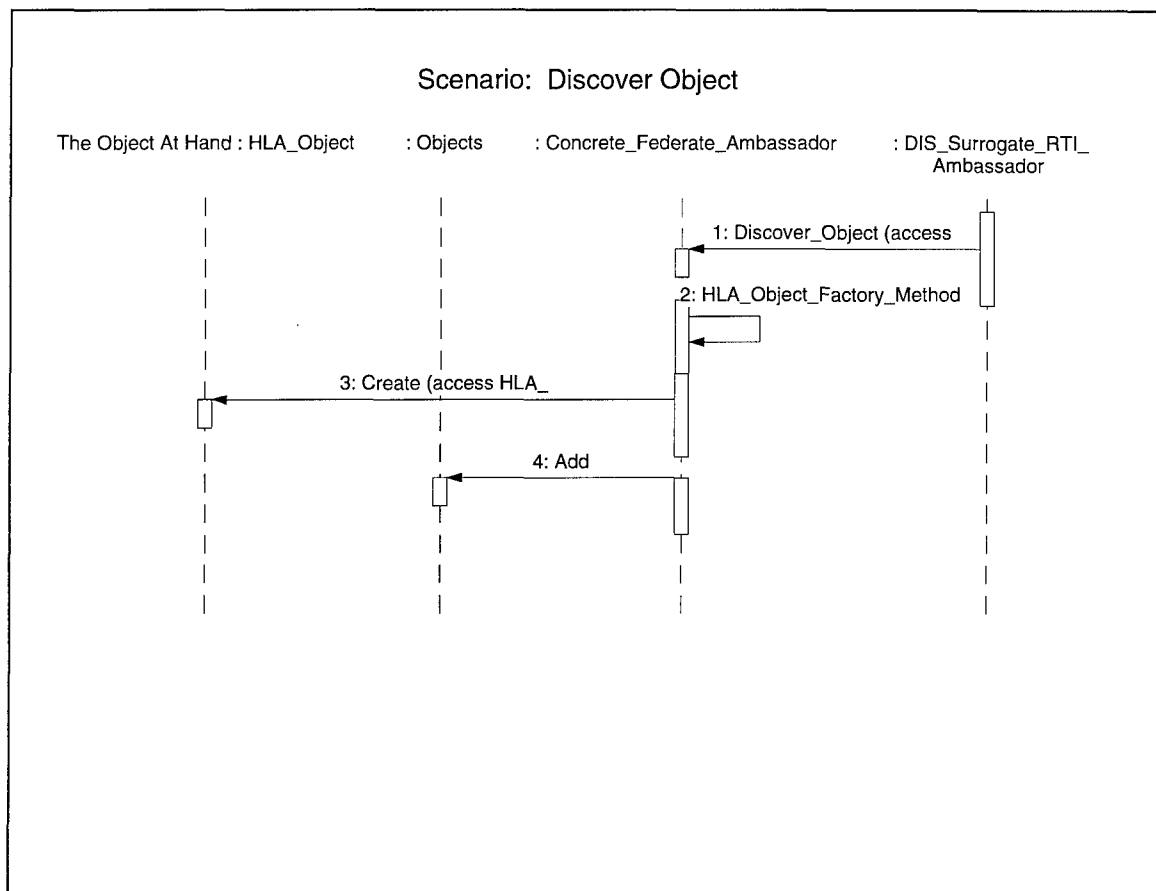 Scenario: Discover Object
The Object At Hand : HLA_Object : Objects : Concrete_Federate_Ambassador : DIS_Surrogate_RTI_
Ambassador
1: Discover_Object (access
2: HLA_Object_Factory_Method
3: Create (access HLA_
4: Add